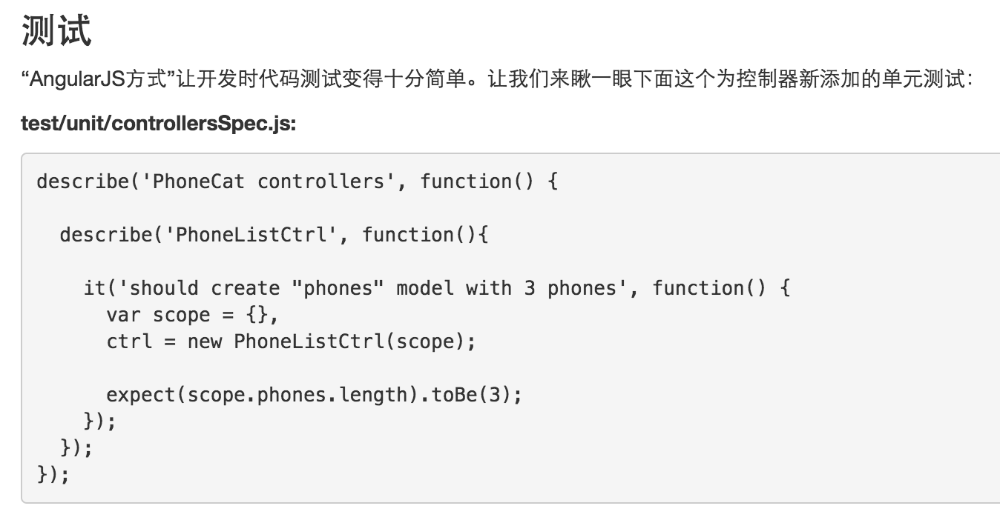 测试
“AngularJS方式”让开发时代码测试变得十分简单。让我们来瞅一眼下面这个为控制器新添加的单元测试：
test/unit/controllersSpec.js:
describe('PhoneCat controllers', function() {
  describe('PhoneListCtrl', function(){
    it('should create "phones" model with 3 phones', function() {
      var scope = {},
      ctrl = new PhoneListCtrl(scope);
      expect(scope.phones.length).toBe(3);
    });
  });
});